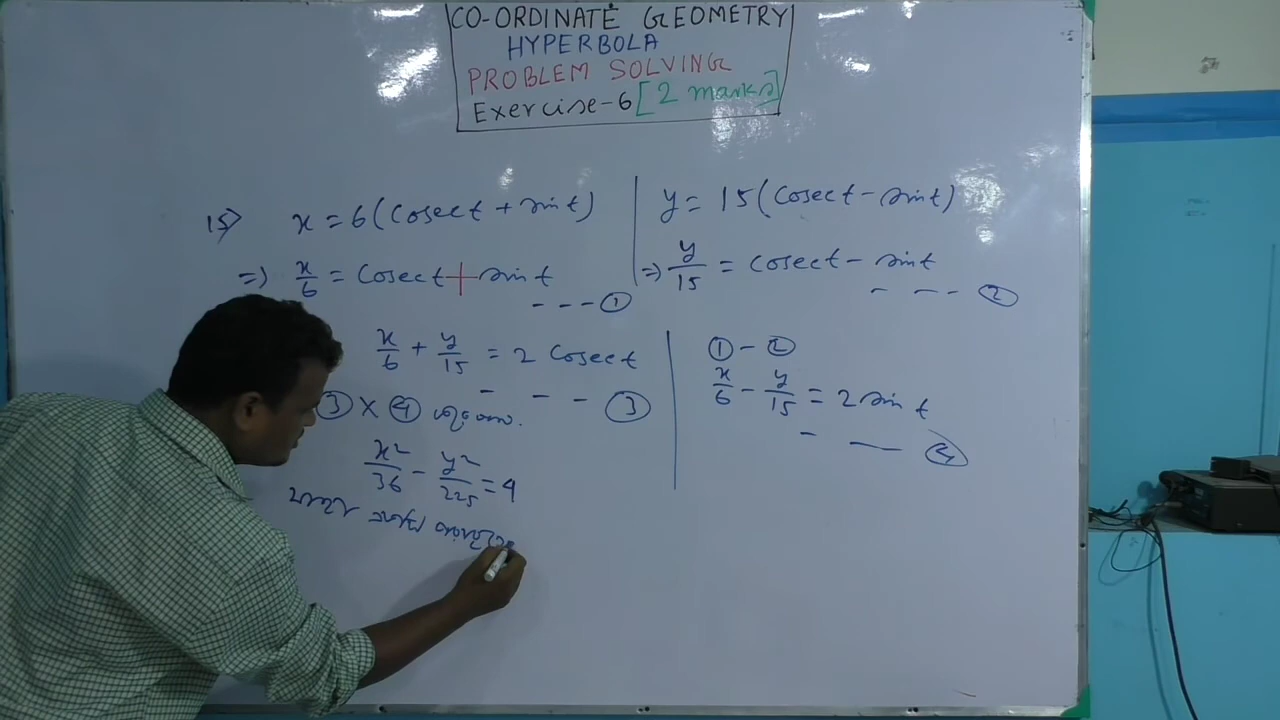 CO-ORDINATE GEOMETRY
HYPERBOLA
PROBLEM SOLVING
Exercise-6 [2 marks]
15> x = 6(Cosect + sint)
=) x/6 = Cosect + sint
- - - ①
y = 15(Cosect - sint)
=) y/15 = cosect - sint
- - - ②
x/6 + y/15 = 2 Cosect
- - - ③
③ X ④
x²/36 - y²/225 = 4
① - ②
x/6 - y/15 = 2 sint
- — ④